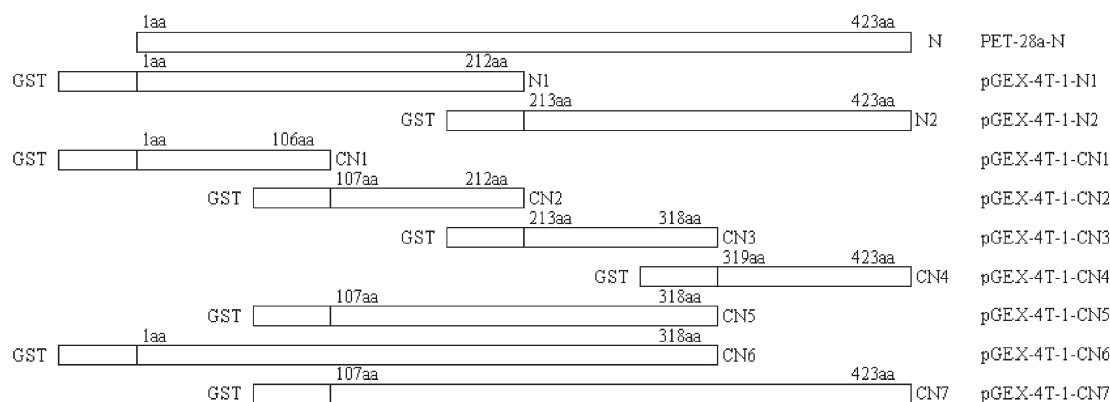 1aa 423aa
N PET-28a-N
1aa 212aa
GST N1 pGEX-4T-1-N1
213aa 423aa
GST N2 pGEX-4T-1-N2
1aa 106aa
GST CN1 pGEX-4T-1-CN1
107aa 212aa
GST CN2 pGEX-4T-1-CN2
213aa 318aa
GST CN3 pGEX-4T-1-CN3
319aa 423aa
GST CN4 pGEX-4T-1-CN4
107aa 318aa
GST CN5 pGEX-4T-1-CN5
1aa 318aa
GST CN6 pGEX-4T-1-CN6
107aa 423aa
GST CN7 pGEX-4T-1-CN7